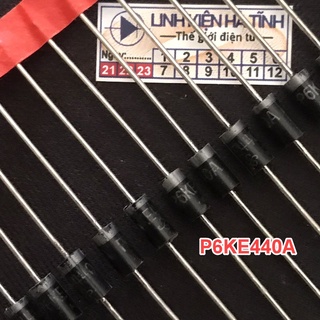 LINH KIỆN HÀ TĨNH
Thế giới điện tử
Ngày:........... 1 2 3 4 5 6
21 22 23 7 8 9 10 11 12
P6KE440A